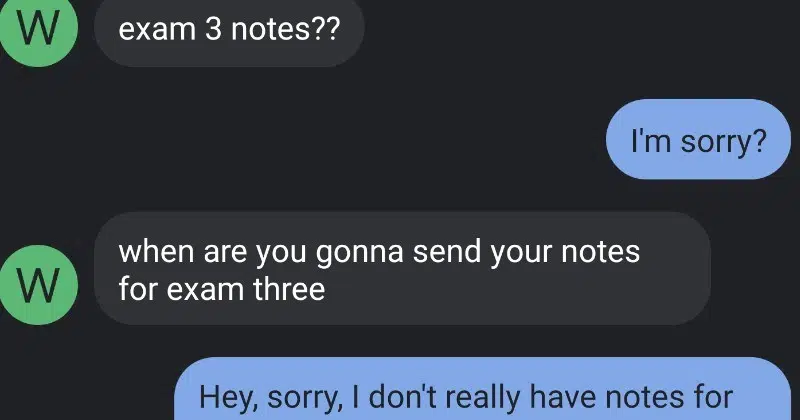 W
exam 3 notes??
I'm sorry?
when are you gonna send your notes
for exam three
W
Hey, sorry, I don't really have notes for